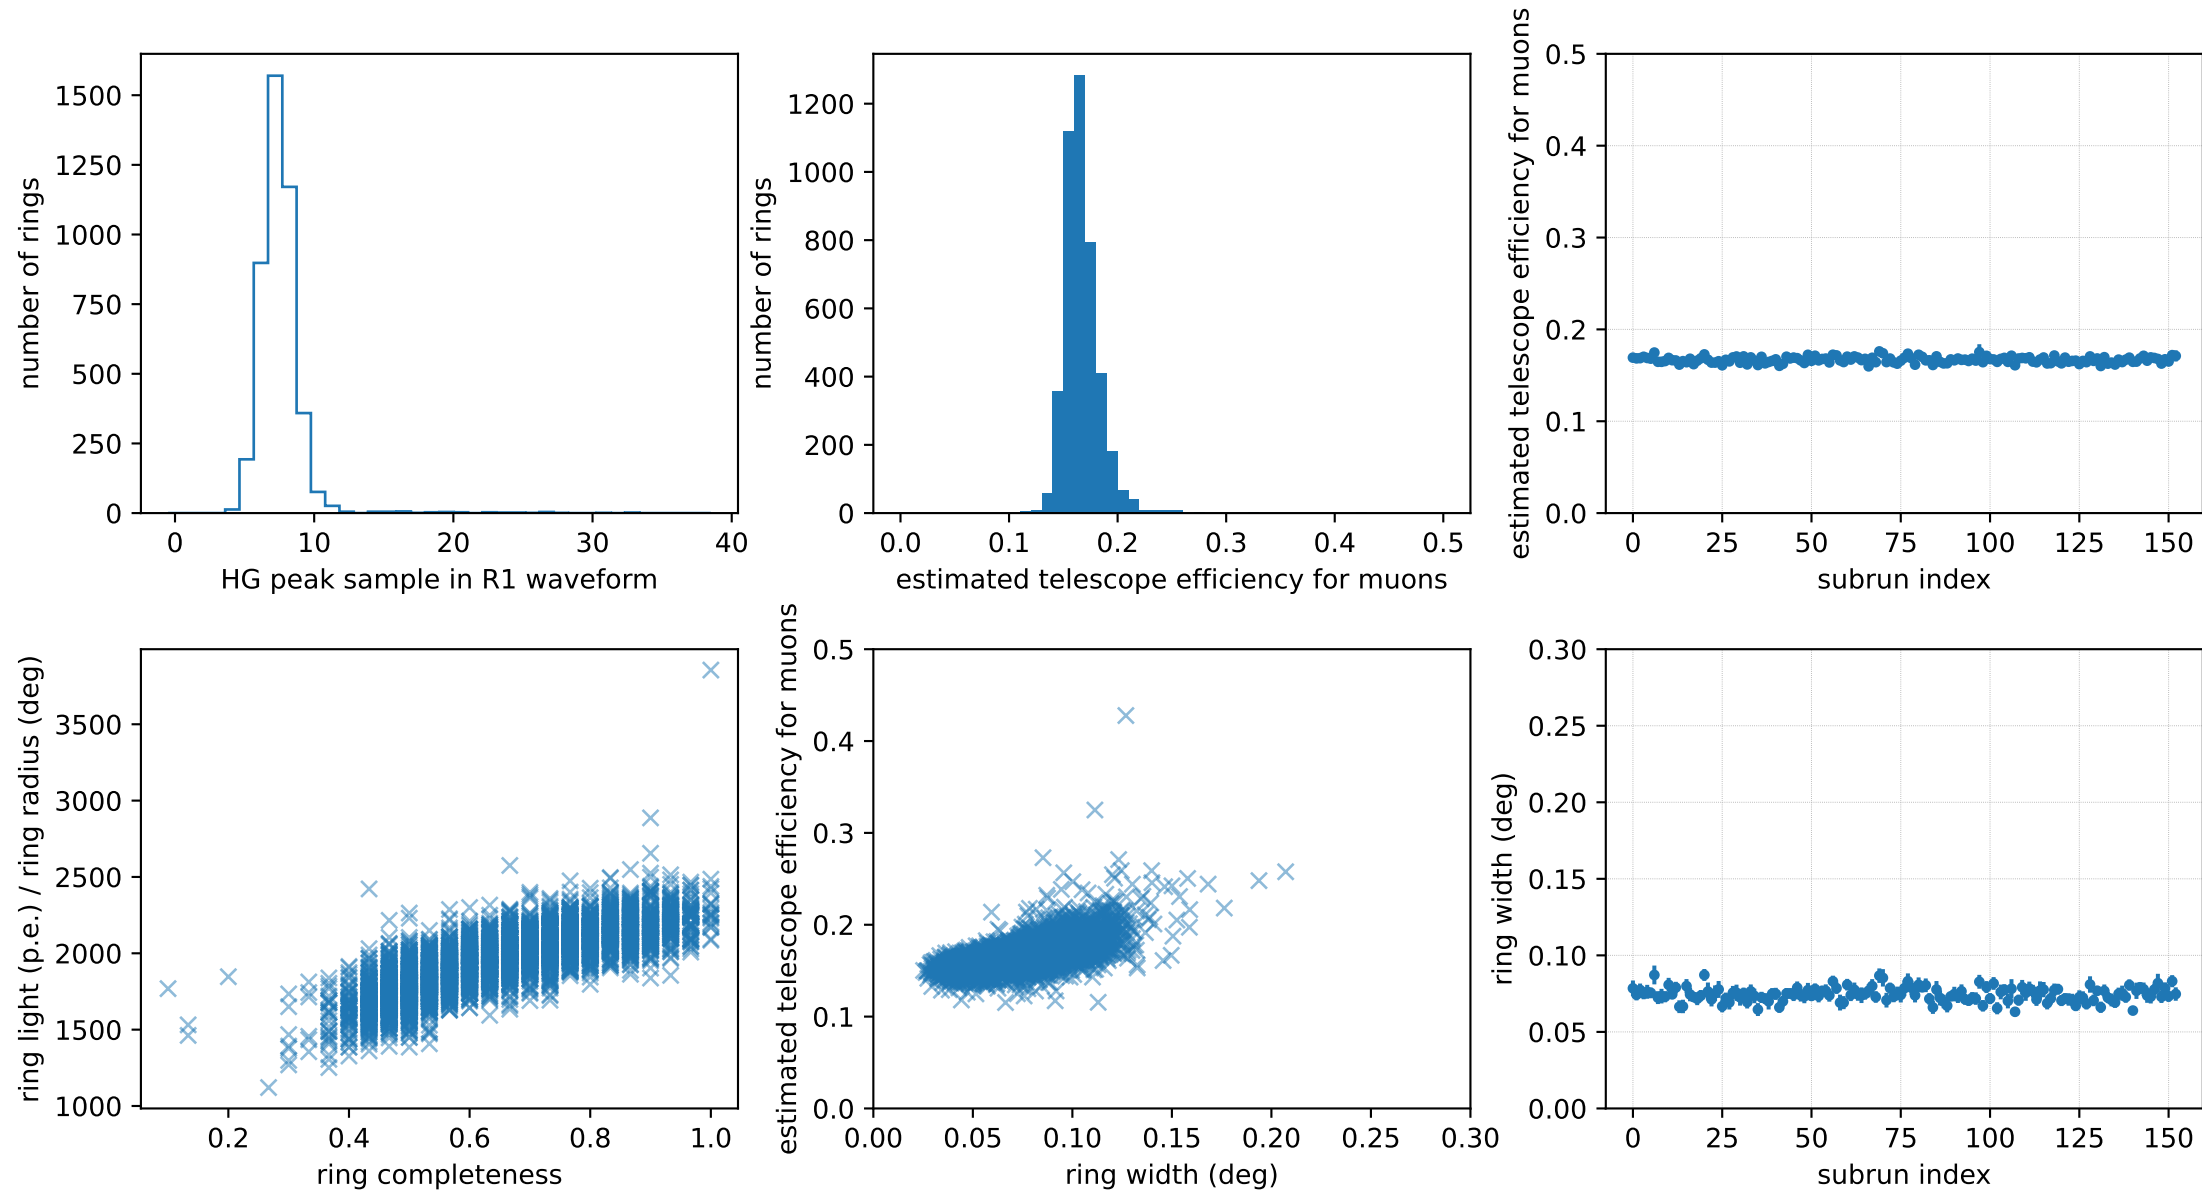 number of rings
1500
1250
1000
750
500
250
0
0 10 20 30 40
HG peak sample in R1 waveform
number of rings
1200
1000
800
600
400
200
0
0.0 0.1 0.2 0.3 0.4 0.5
estimated telescope efficiency for muons
estimated telescope efficiency for muons
0.5
0.4
0.3
0.2
0.1
0.0
0 25 50 75 100 125 150
subrun index
ring light (p.e.) / ring radius (deg)
3500
3000
2500
2000
1500
1000
0.2 0.4 0.6 0.8 1.0
ring completeness
estimated telescope efficiency for muons
0.5
0.4
0.3
0.2
0.1
0.0
0.00 0.05 0.10 0.15 0.20 0.25 0.30
ring width (deg)
ring width (deg)
0.30
0.25
0.20
0.15
0.10
0.05
0.00
0 25 50 75 100 125 150
subrun index